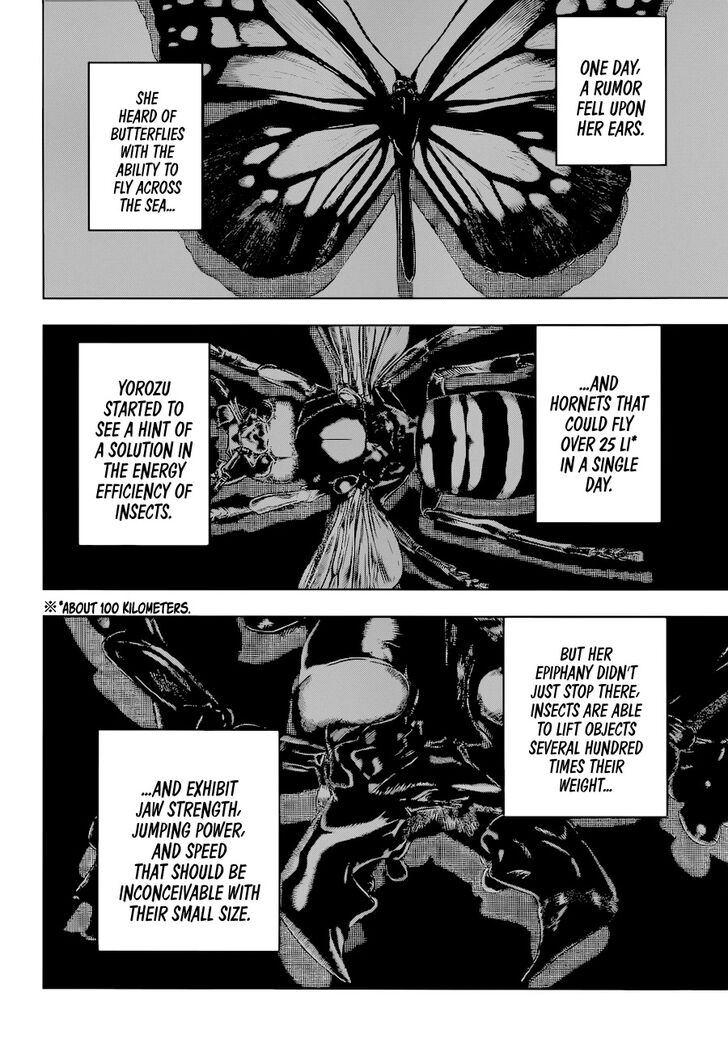 ONE DAY,
A RUMOR
FELL UPON
HER EARS.
SHE
HEARD OF
BUTTERFLIES
WITH THE
ABILITY TO
FLY ACROSS
THE SEA...
...AND
HORNETS THAT
COULD FLY
OVER 25 LI*
IN A SINGLE
DAY.
YOROZU
STARTED TO
SEE A HINT OF
A SOLUTION IN
THE ENERGY
EFFICIENCY OF
INSECTS.
※ *ABOUT 100 KILOMETERS.
BUT HER
EPIPHANY DIDN'T
JUST STOP THERE,
INSECTS ARE ABLE
TO LIFT OBJECTS
SEVERAL HUNDRED
TIMES THEIR
WEIGHT...
...AND EXHIBIT
JAW STRENGTH,
JUMPING POWER,
AND SPEED
THAT SHOULD BE
INCONCEIVABLE WITH
THEIR SMALL SIZE.